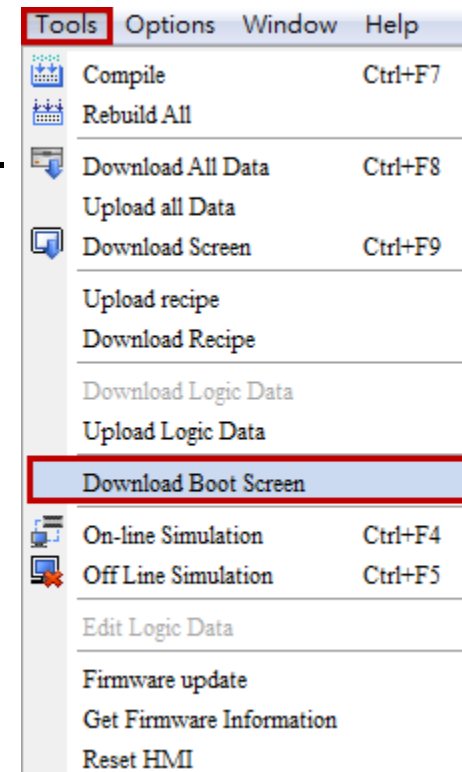 Tools Options Window Help
Compile Ctrl+F7
Rebuild All
Download All Data Ctrl+F8
Upload all Data
Download Screen Ctrl+F9
Upload recipe
Download Recipe
Download Logic Data
Upload Logic Data
Download Boot Screen
On-line Simulation Ctrl+F4
Off Line Simulation Ctrl+F5
Edit Logic Data
Firmware update
Get Firmware Information
Reset HMI